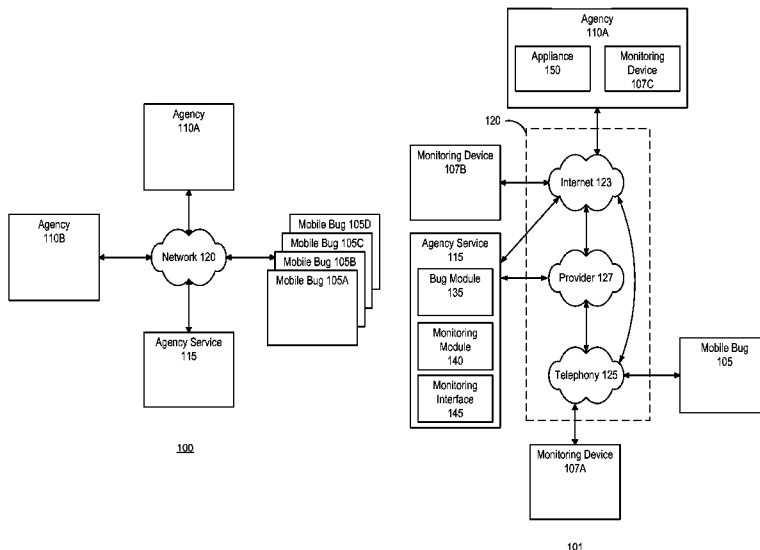 Agency
110A
Agency
110B
Network 120
Mobile Bug 105D
Mobile Bug 105C
Mobile Bug 105B
Mobile Bug 105A
Agency Service
115
100
Agency
110A
Appliance
150
Monitoring
Device
107C
120
Monitoring Device
107B
Internet 123
Agency Service
115
Bug Module
135
Monitoring
Module
140
Monitoring
Interface
145
Provider 127
Telephony 125
Mobile Bug
105
Monitoring Device
107A
101